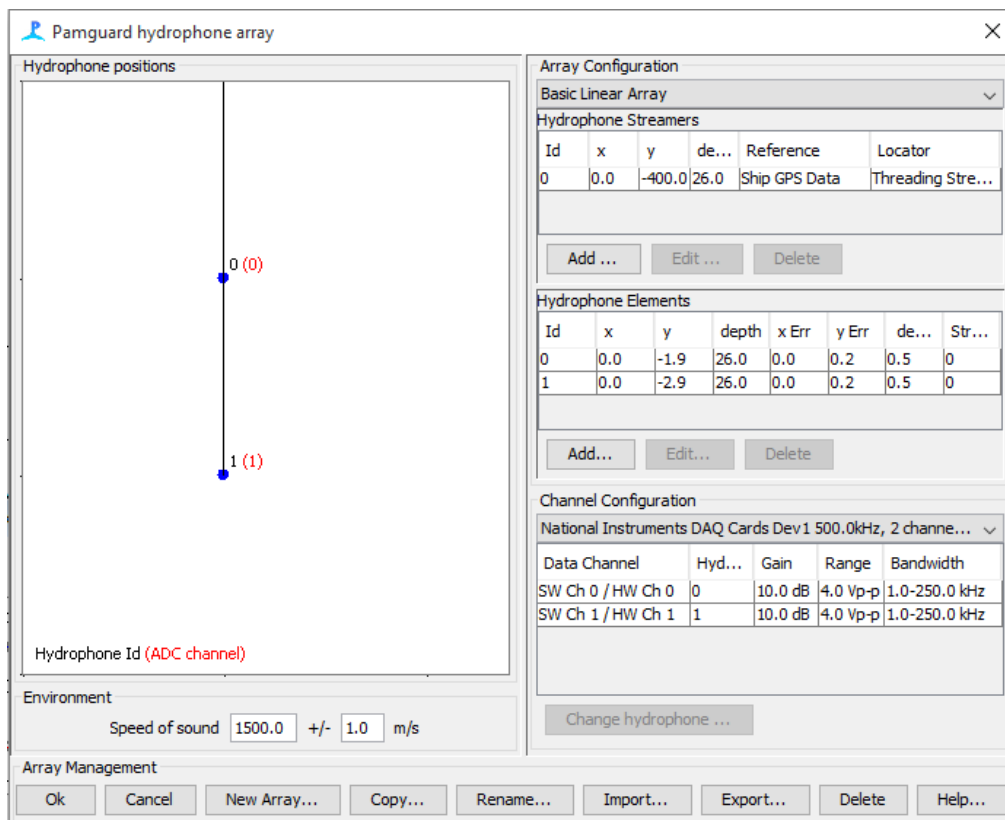 Pamguard hydrophone array
Hydrophone positions
0 (0)
1 (1)
Hydrophone Id (ADC channel)
Environment
Speed of sound 1500.0 +/- 1.0 m/s
Array Configuration
Basic Linear Array
Hydrophone Streamers
Id x y de... Reference Locator
0 0.0 -400.0 26.0 Ship GPS Data Threading Stre...
Add ... Edit ... Delete
Hydrophone Elements
Id x y depth x Err y Err de... Str...
0 0.0 -1.9 26.0 0.0 0.2 0.5 0
1 0.0 -2.9 26.0 0.0 0.2 0.5 0
Add... Edit... Delete
Channel Configuration
National Instruments DAQ Cards Dev1 500.0kHz, 2 channe...
Data Channel Hyd... Gain Range Bandwidth
SW Ch 0 / HW Ch 0 0 10.0 dB 4.0 Vp-p 1.0-250.0 kHz
SW Ch 1 / HW Ch 1 1 10.0 dB 4.0 Vp-p 1.0-250.0 kHz
Change hydrophone ...
Array Management
Ok Cancel New Array... Copy... Rename... Import... Export... Delete Help...